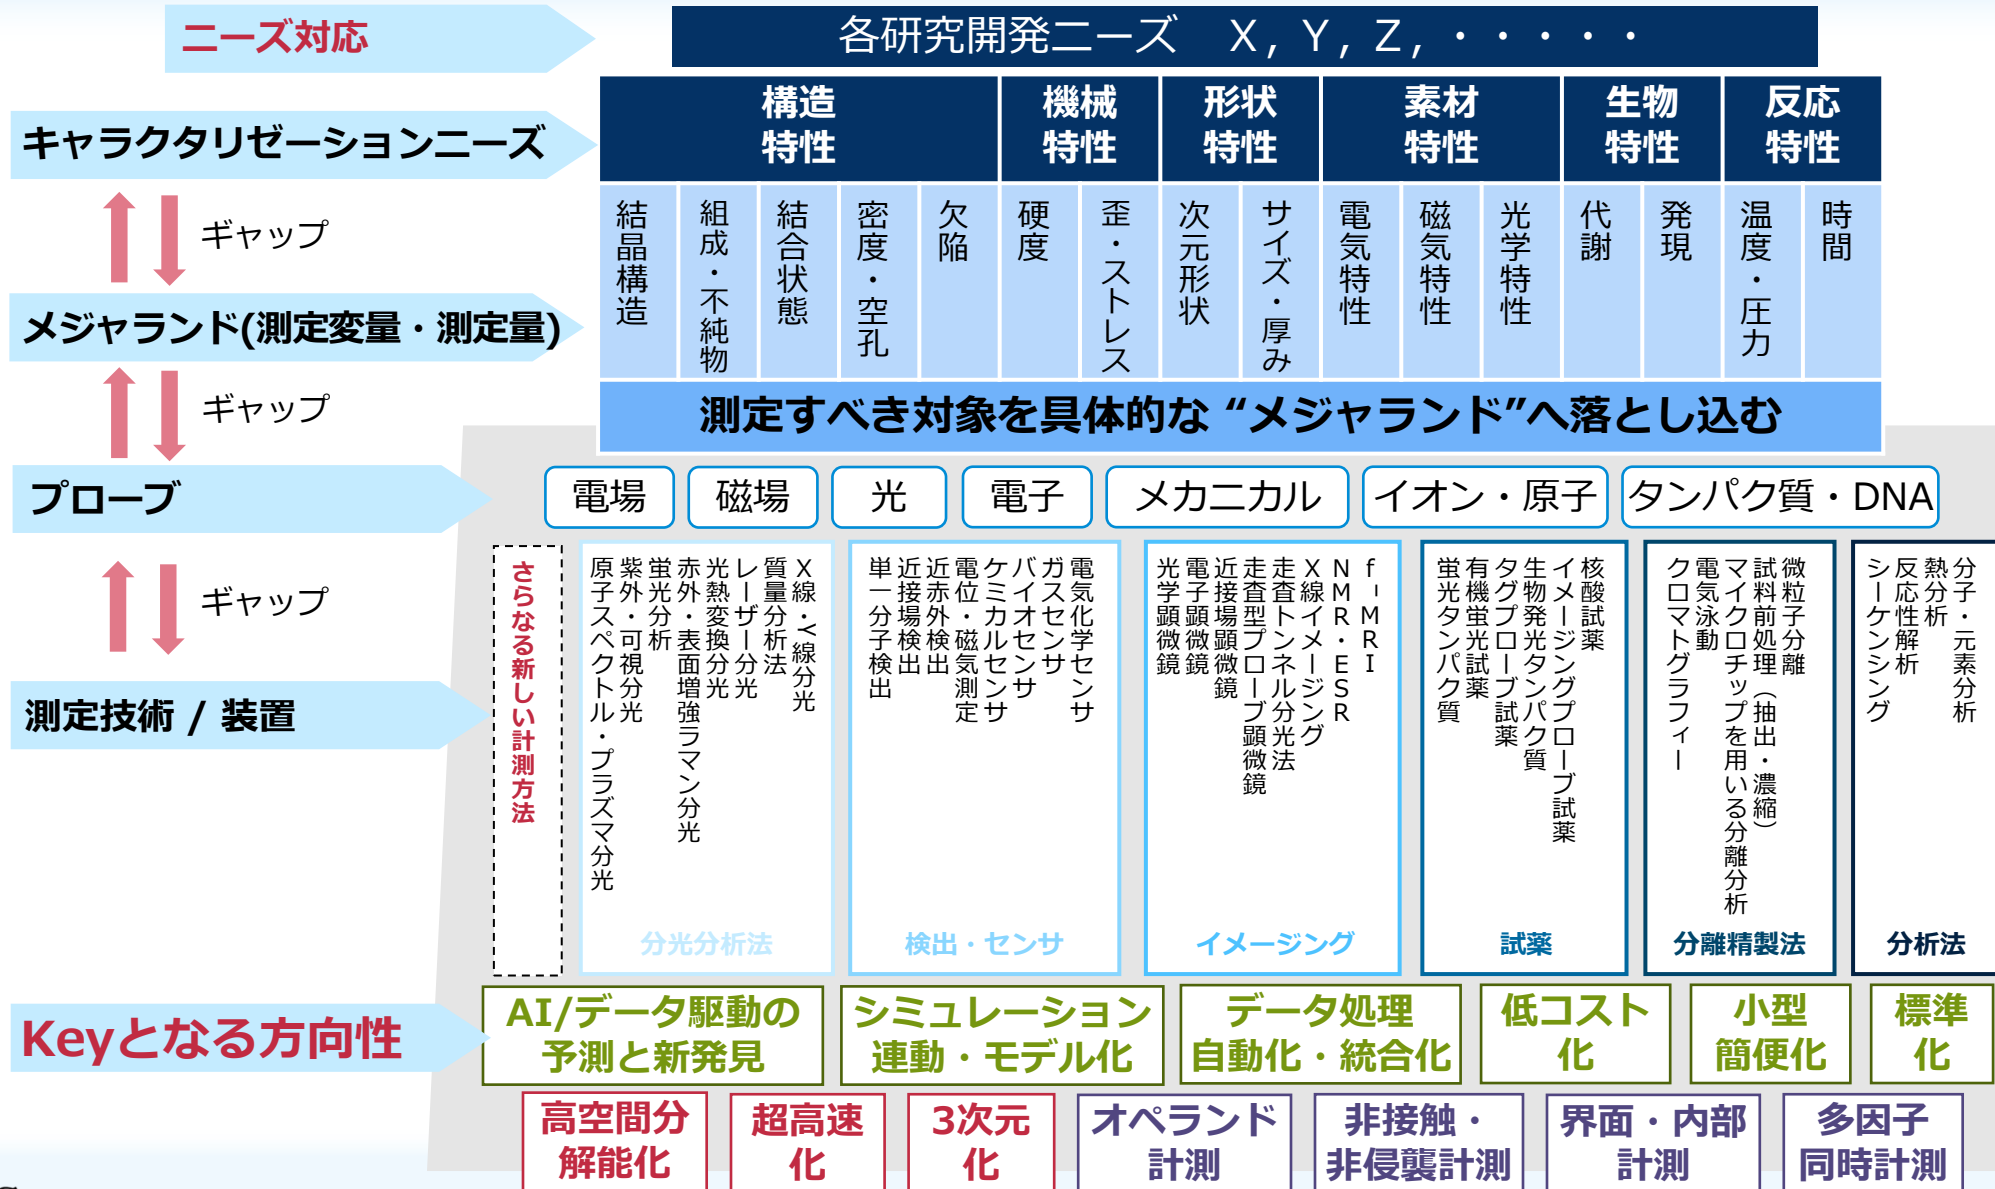 ニーズ対応
各研究開発ニーズ　X, Y, Z, ・・・・・
キャラクタリゼーションニーズ
構造
特性
機械
特性
形状
特性
素材
特性
生物
特性
反応
特性
ギャップ
結晶構造
組成・不純物
結合状態
密度・空孔
欠陥
硬度
歪・ストレス
次元形状
サイズ・厚み
電気特性
磁気特性
光学特性
代謝
発現
温度・圧力
時間
メジャランド(測定変量・測定量)
測定すべき対象を具体的な “メジャランド”へ落とし込む
ギャップ
プローブ
電場
磁場
光
電子
メカニカル
イオン・原子
タンパク質・DNA
ギャップ
測定技術 / 装置
さらなる新しい計測方法
X線・γ線分光
質量分析法
レーザー分光
光熱変換分光
赤外・表面増強ラマン分光
蛍光分析
紫外・可視分光
原子スペクトル・プラズマ分光
分光分析法
電気化学センサ
ガスセンサ
バイオセンサ
ケミカルセンサ
電位・磁気測定
近赤外検出
近接場検出
単一分子検出
検出・センサ
f-MRI
NMR・ESR
X線イメージング
走査トンネル分光法
走査型プローブ顕微鏡
近接場顕微鏡
電子顕微鏡
光学顕微鏡
イメージング
核酸試薬
イメージングプローブ試薬
生物発光タンパク質
タグプローブ試薬
有機蛍光試薬
蛍光タンパク質
試薬
微粒子分離
試料前処理（抽出・濃縮）
マイクロチップを用いる分離分析
電気泳動
クロマトグラフィー
分離精製法
分子・元素分析
熱分析
反応性解析
シーケンシング
分析法
Keyとなる方向性
AI/データ駆動の
予測と新発見
シミュレーション
連動・モデル化
データ処理
自動化・統合化
低コスト
化
小型
簡便化
標準
化
高空間分
解能化
超高速
化
3次元
化
オペランド
計測
非接触・
非侵襲計測
界面・内部
計測
多因子
同時計測